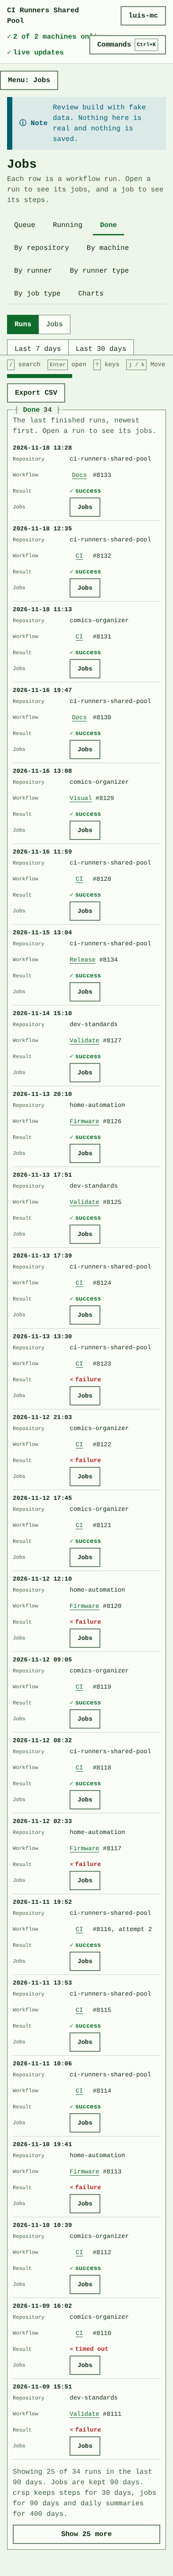 CI Runners Shared
Pool
luis-mc
✓ 2 of 2 machines
✓ live updates
Commands Ctrl+K
Menu: Jobs
ⓘ Note
Review build with fake
data. Nothing here is
real and nothing is
saved.
Jobs
Each row is a workflow run. Open a
run to see its jobs, and a job to see
its steps.
Queue Running Done
By repository By machine
By runner By runner type
By job type Charts
Runs Jobs
Last 7 days Last 30 days
/ search Enter open ? keys j / k Move
Export CSV
Done 34
The last finished runs, newest
first. Open a run to see its jobs.
2026-11-18 13:28
Repository ci-runners-shared-pool
Workflow Docs #8133
Result ✓ success
Jobs Jobs
2026-11-18 12:35
Repository ci-runners-shared-pool
Workflow CI #8132
Result ✓ success
Jobs Jobs
2026-11-18 11:13
Repository comics-organizer
Workflow CI #8131
Result ✓ success
Jobs Jobs
2026-11-16 19:47
Repository ci-runners-shared-pool
Workflow Docs #8130
Result ✓ success
Jobs Jobs
2026-11-16 13:08
Repository comics-organizer
Workflow Visual #8129
Result ✓ success
Jobs Jobs
2026-11-16 11:59
Repository ci-runners-shared-pool
Workflow CI #8128
Result ✓ success
Jobs Jobs
2026-11-15 13:04
Repository ci-runners-shared-pool
Workflow Release #8134
Result ✓ success
Jobs Jobs
2026-11-14 15:10
Repository dev-standards
Workflow Validate #8127
Result ✓ success
Jobs Jobs
2026-11-13 20:10
Repository home-automation
Workflow Firmware #8126
Result ✓ success
Jobs Jobs
2026-11-13 17:51
Repository dev-standards
Workflow Validate #8125
Result ✓ success
Jobs Jobs
2026-11-13 17:39
Repository ci-runners-shared-pool
Workflow CI #8124
Result ✓ success
Jobs Jobs
2026-11-13 13:30
Repository ci-runners-shared-pool
Workflow CI #8123
Result × failure
Jobs Jobs
2026-11-12 21:03
Repository comics-organizer
Workflow CI #8122
Result × failure
Jobs Jobs
2026-11-12 17:45
Repository comics-organizer
Workflow CI #8121
Result ✓ success
Jobs Jobs
2026-11-12 12:10
Repository home-automation
Workflow Firmware #8120
Result × failure
Jobs Jobs
2026-11-12 09:05
Repository comics-organizer
Workflow CI #8119
Result ✓ success
Jobs Jobs
2026-11-12 08:32
Repository ci-runners-shared-pool
Workflow CI #8118
Result ✓ success
Jobs Jobs
2026-11-12 02:33
Repository home-automation
Workflow Firmware #8117
Result × failure
Jobs Jobs
2026-11-11 19:52
Repository ci-runners-shared-pool
Workflow CI #8116, attempt 2
Result ✓ success
Jobs Jobs
2026-11-11 13:53
Repository ci-runners-shared-pool
Workflow CI #8115
Result ✓ success
Jobs Jobs
2026-11-11 10:06
Repository ci-runners-shared-pool
Workflow CI #8114
Result ✓ success
Jobs Jobs
2026-11-10 19:41
Repository home-automation
Workflow Firmware #8113
Result × failure
Jobs Jobs
2026-11-10 10:39
Repository comics-organizer
Workflow CI #8112
Result ✓ success
Jobs Jobs
2026-11-09 16:02
Repository comics-organizer
Workflow CI #8110
Result × timed out
Jobs Jobs
2026-11-09 15:51
Repository dev-standards
Workflow Validate #8111
Result × failure
Jobs Jobs
Showing 25 of 34 runs in the last
90 days. Jobs are kept 90 days.
crsp keeps steps for 30 days, jobs
for 90 days and daily summaries
for 400 days.
Show 25 more